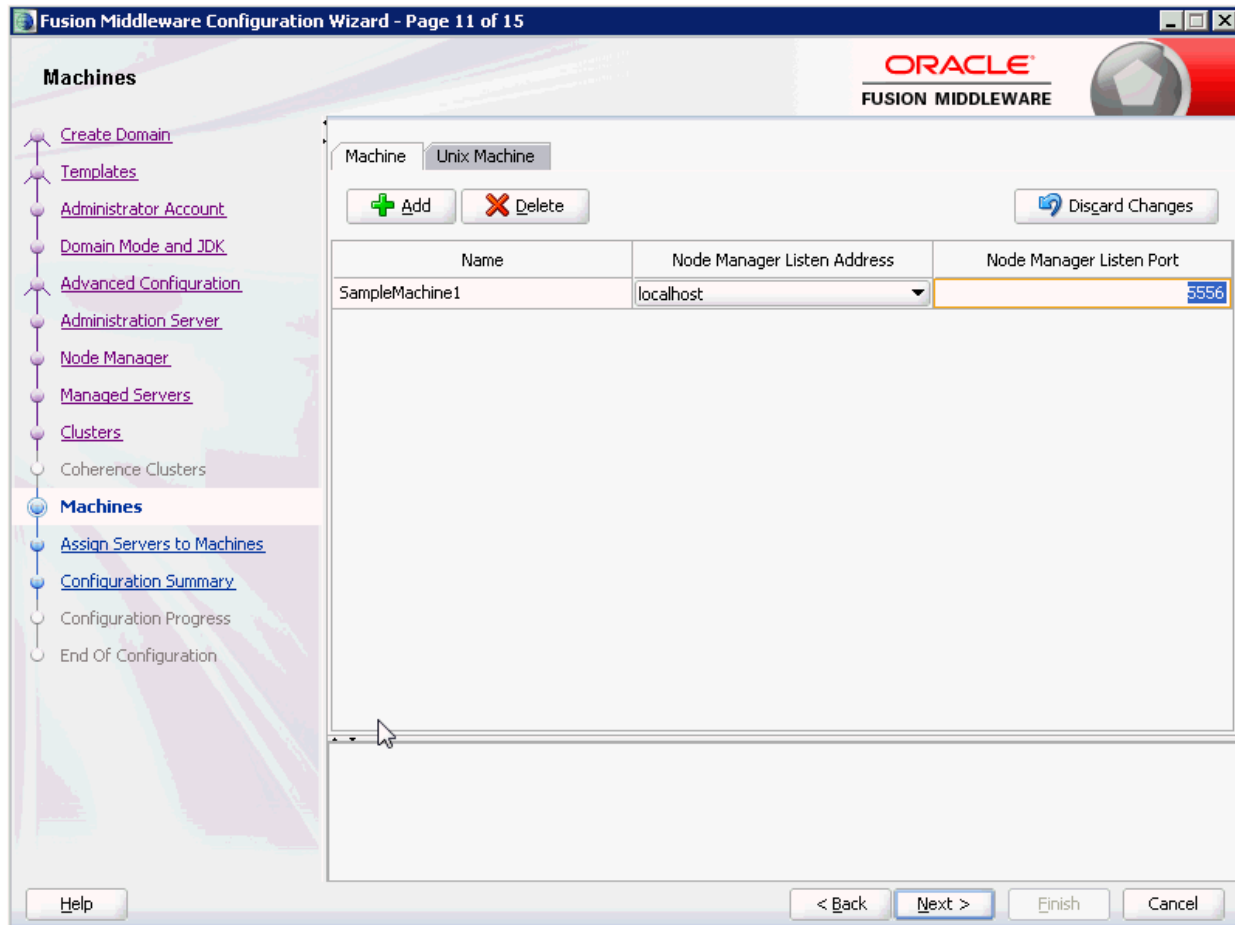 Fusion Middleware Configuration Wizard - Page 11 of 15
Machines
ORACLE
FUSION MIDDLEWARE
Create Domain
Templates
Administrator Account
Domain Mode and JDK
Advanced Configuration
Administration Server
Node Manager
Managed Servers
Clusters
Coherence Clusters
Machines
Assign Servers to Machines
Configuration Summary
Configuration Progress
End Of Configuration
Machine Unix Machine
Add Delete Discard Changes
Name Node Manager Listen Address Node Manager Listen Port
SampleMachine1 localhost 5556
Help < Back Next > Finish Cancel